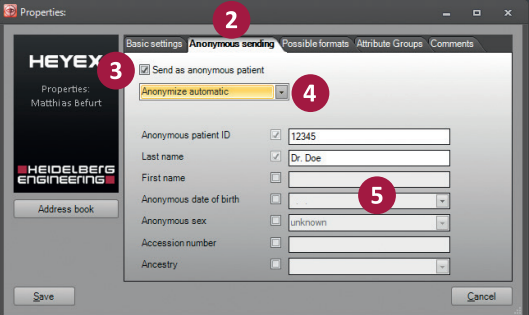 Properties:
2
Basic settings Anonymous sending Possible formats Attribute Groups Comments
HEYEX
Properties:
Matthias Befurt
HEIDELBERG
ENGINEERING
Address book
3
Send as anonymous patient
Anonymize automatic
4
Anonymous patient ID 12345
Last name Dr. Doe
First name
Anonymous date of birth
5
Anonymous sex unknown
Accession number
Ancestry
Save Cancel